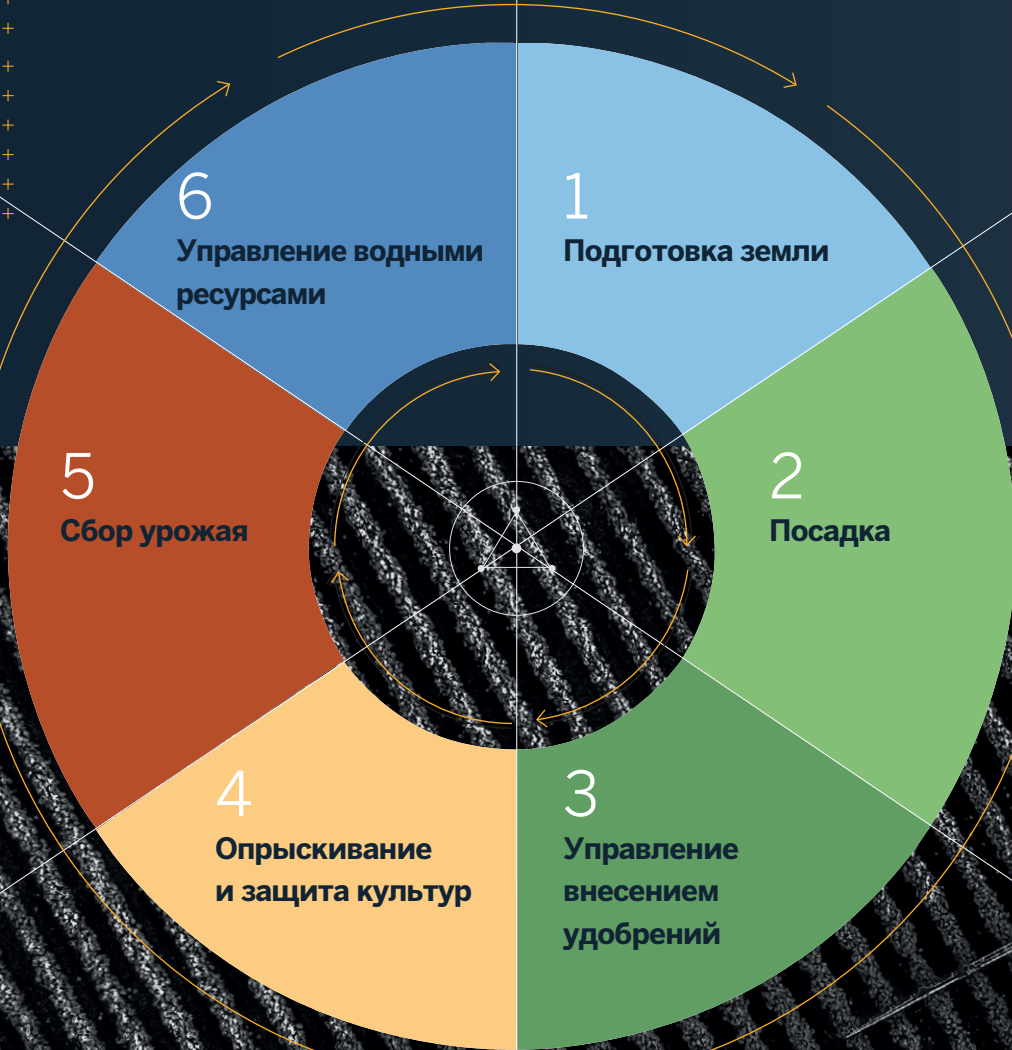 1
Подготовка земли
2
Посадка
3
Управление
внесением
удобрений
4
Опрыскивание
и защита культур
5
Сбор урожая
6
Управление водными
ресурсами